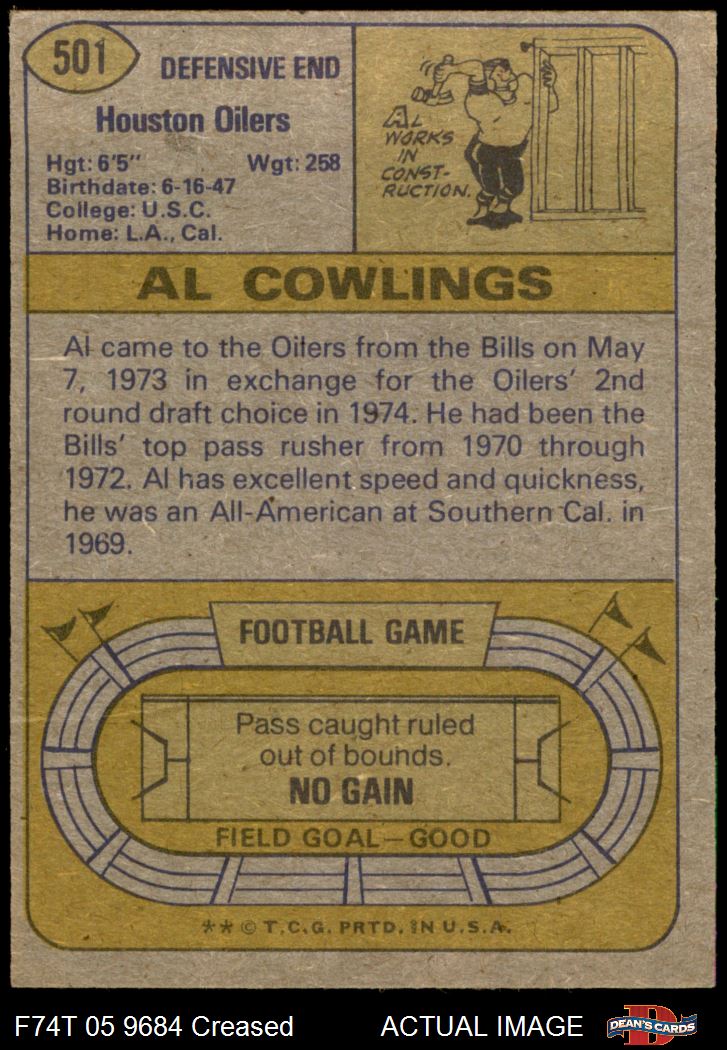 501
DEFENSIVE END
Houston Oilers
Hgt: 6'5" Wgt: 258
Birthdate: 6-16-47
College: U.S.C.
Home: L.A., Cal.
AL
WORKS
IN
CONST-
RUCTION.
AL COWLINGS
Al came to the Oilers from the Bills on May
7, 1973 in exchange for the Oilers' 2nd
round draft choice in 1974. He had been the
Bills' top pass rusher from 1970 through
1972. Al has excellent speed and quickness,
he was an All-American at Southern Cal. in
1969.
FOOTBALL GAME
Pass caught ruled
out of bounds.
NO GAIN
FIELD GOAL—GOOD
** © T.C.G. PRTD. IN U.S.A.
F74T 05 9684 Creased ACTUAL IMAGE
D
DEAN'S CARDS